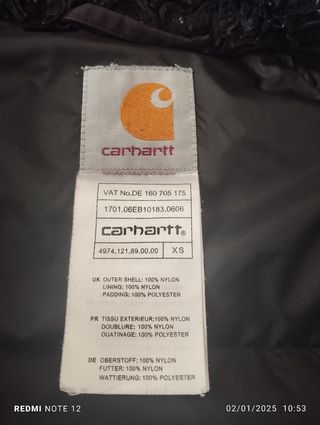 carhartt
VAT No.DE 160 705 175
1701.06EB10183.0606
carhartt®
4974.121.89.00.00 XS
UK OUTER SHELL: 100% NYLON
LINING: 100% NYLON
PADDING: 100% POLYESTER
FR TISSU EXTERIEUR: 100% NYLON
DOUBLURE: 100% NYLON
OUATINAGE: 100% POLYESTER
DE OBERSTOFF: 100% NYLON
FUTTER: 100% NYLON
WATTIERUNG: 100% POLYESTER
REDMI NOTE 12
02/01/2025 10:53